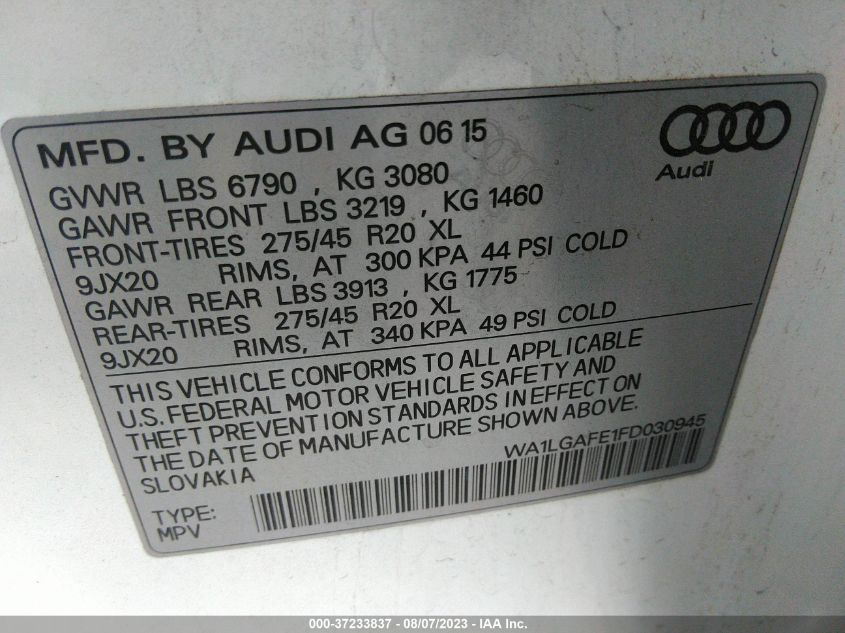 MFD. BY AUDI AG 06 15
Audi
GVWR LBS 6790 , KG 3080
GAWR FRONT LBS 3219 , KG 1460
FRONT-TIRES 275/45 R20 XL
9JX20 RIMS, AT 300 KPA 44 PSI COLD
GAWR REAR LBS 3913 , KG 1775
REAR-TIRES 275/45 R20 XL
9JX20 RIMS, AT 340 KPA 49 PSI COLD
THIS VEHICLE CONFORMS TO ALL APPLICABLE
U.S. FEDERAL MOTOR VEHICLE SAFETY AND
THEFT PREVENTION STANDARDS IN EFFECT ON
THE DATE OF MANUFACTURE SHOWN ABOVE.
SLOVAKIA
WA1LGAFE1FD030945
TYPE:
MPV
000-37233837 - 08/07/2023 - IAA Inc.